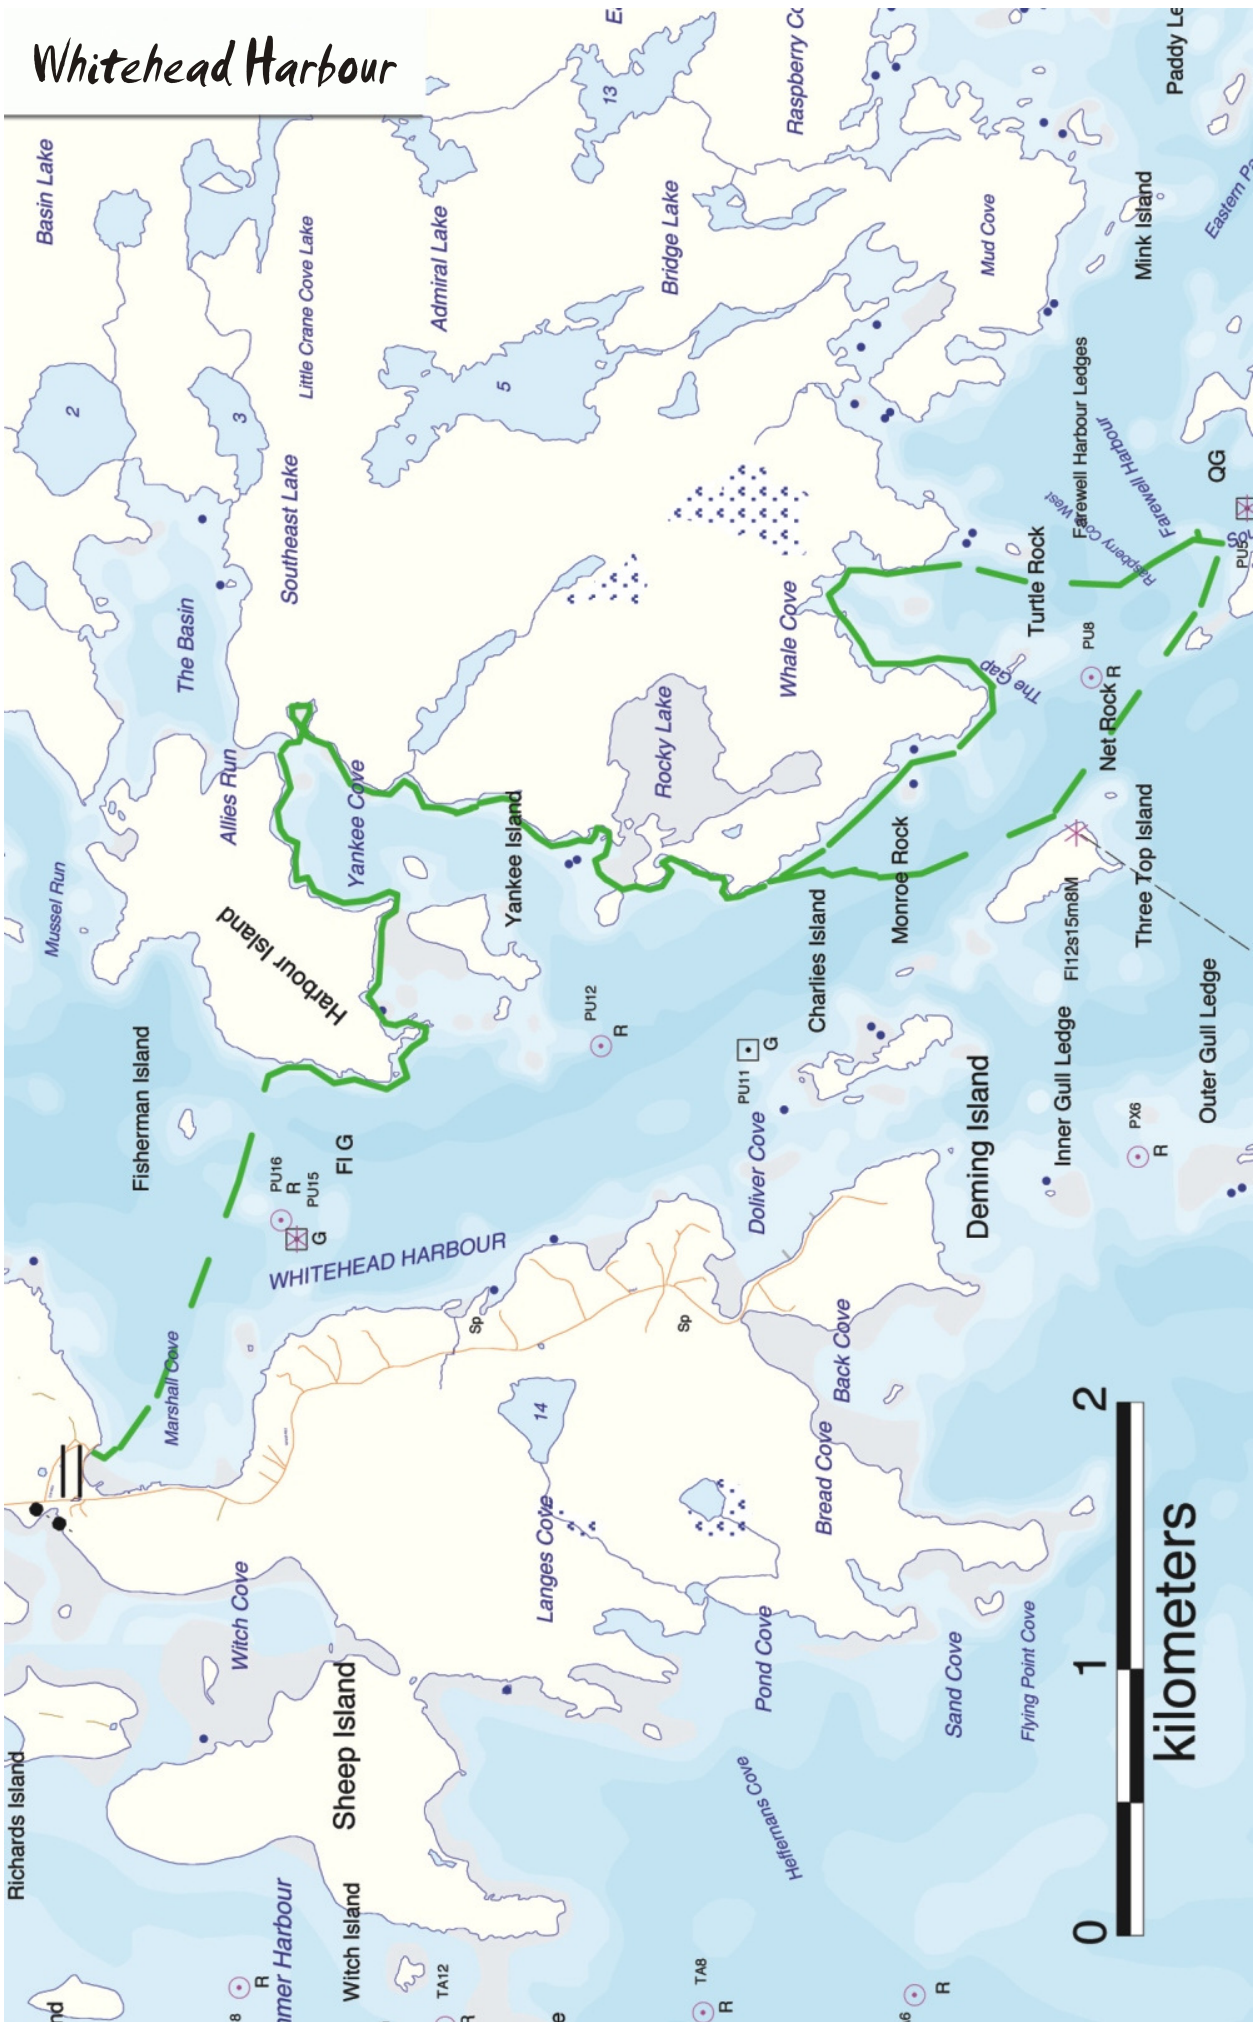 Whitehead Harbour
Basin Lake
2
3
Little Crane Cove Lake
Southeast Lake
Admiral Lake
5
13
Bridge Lake
Raspberry Co
Mud Cove
Paddy Le
Mink Island
Eastern Pa
The Basin
Allies Run
Mussel Run
Yankee Cove
Harbour Island
Yankee Island
Rocky Lake
Whale Cove
Farewell Harbour Ledges
Farewell Harbour
West
Raspberry Cove
Turtle Rock
The Gap
PU8
R
Net Rock
QG
PU5
Three Top Island
Fl12s15m8M
Monroe Rock
Charlies Island
PU12
R
PU11
G
Fisherman Island
PU16
R
PU15
G
Fl G
WHITEHEAD HARBOUR
Marshall Cove
Doliver Cove
Deming Island
Inner Gull Ledge
Outer Gull Ledge
PX6
R
Sp
Sp
14
Back Cove
Bread Cove
Langes Cove
Witch Cove
Pond Cove
Sand Cove
Flying Point Cove
Heffernans Cove
Sheep Island
Richards Island
Witch Island
mmer Harbour
8
R
TA12
R
TA8
R
R
nd
0
1
2
kilometers